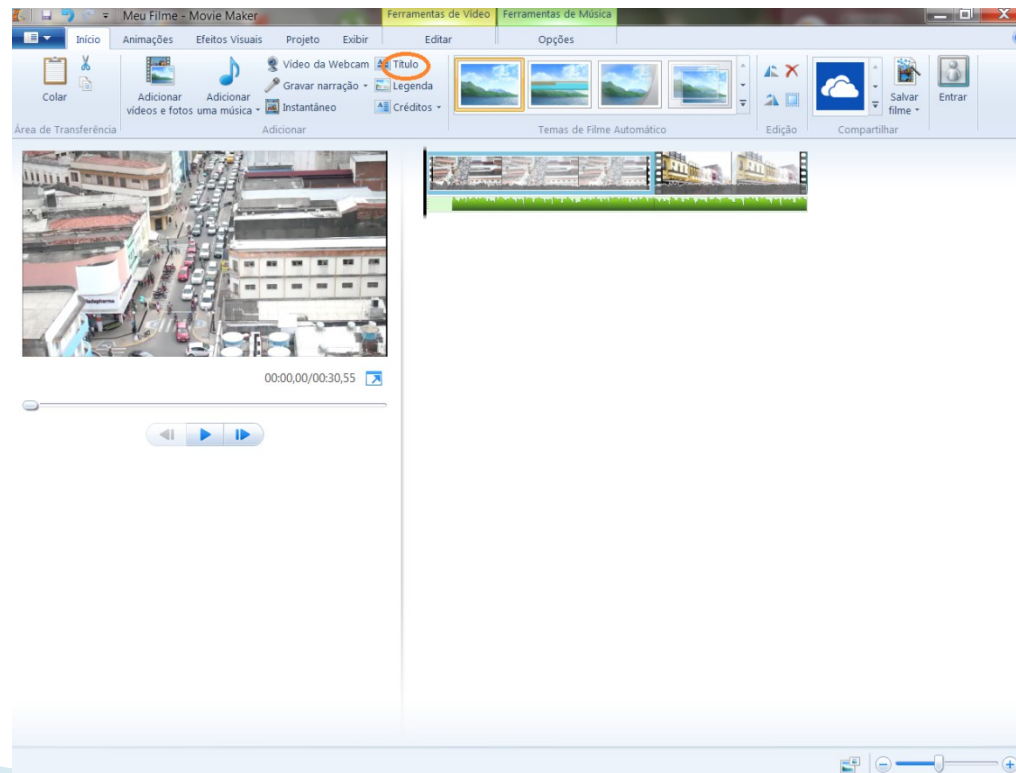 Meu Filme - Movie Maker
Ferramentas de Vídeo
Ferramentas de Música
Início
Animações
Efeitos Visuais
Projeto
Exibir
Editar
Opções
Colar
Adicionar
vídeos e fotos
Adicionar
uma música
Vídeo da Webcam
Gravar narração
Instantâneo
Título
Legenda
Créditos
Salvar
filme
Entrar
Área de Transferência
Adicionar
Temas de Filme Automático
Edição
Compartilhar
00:00,00/00:30,55